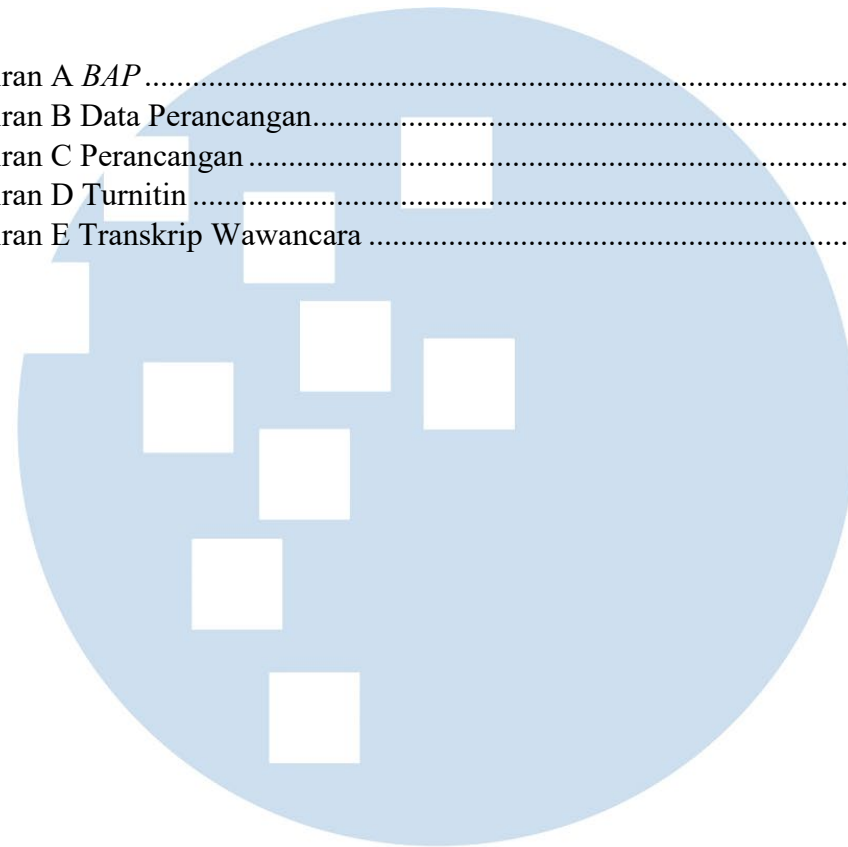 ran A BAP ........................................................................................
ran B Data Perancangan....................................................................
ran C Perancangan ............................................................................
ran D Turnitin ...................................................................................
ran E Transkrip Wawancara .............................................................